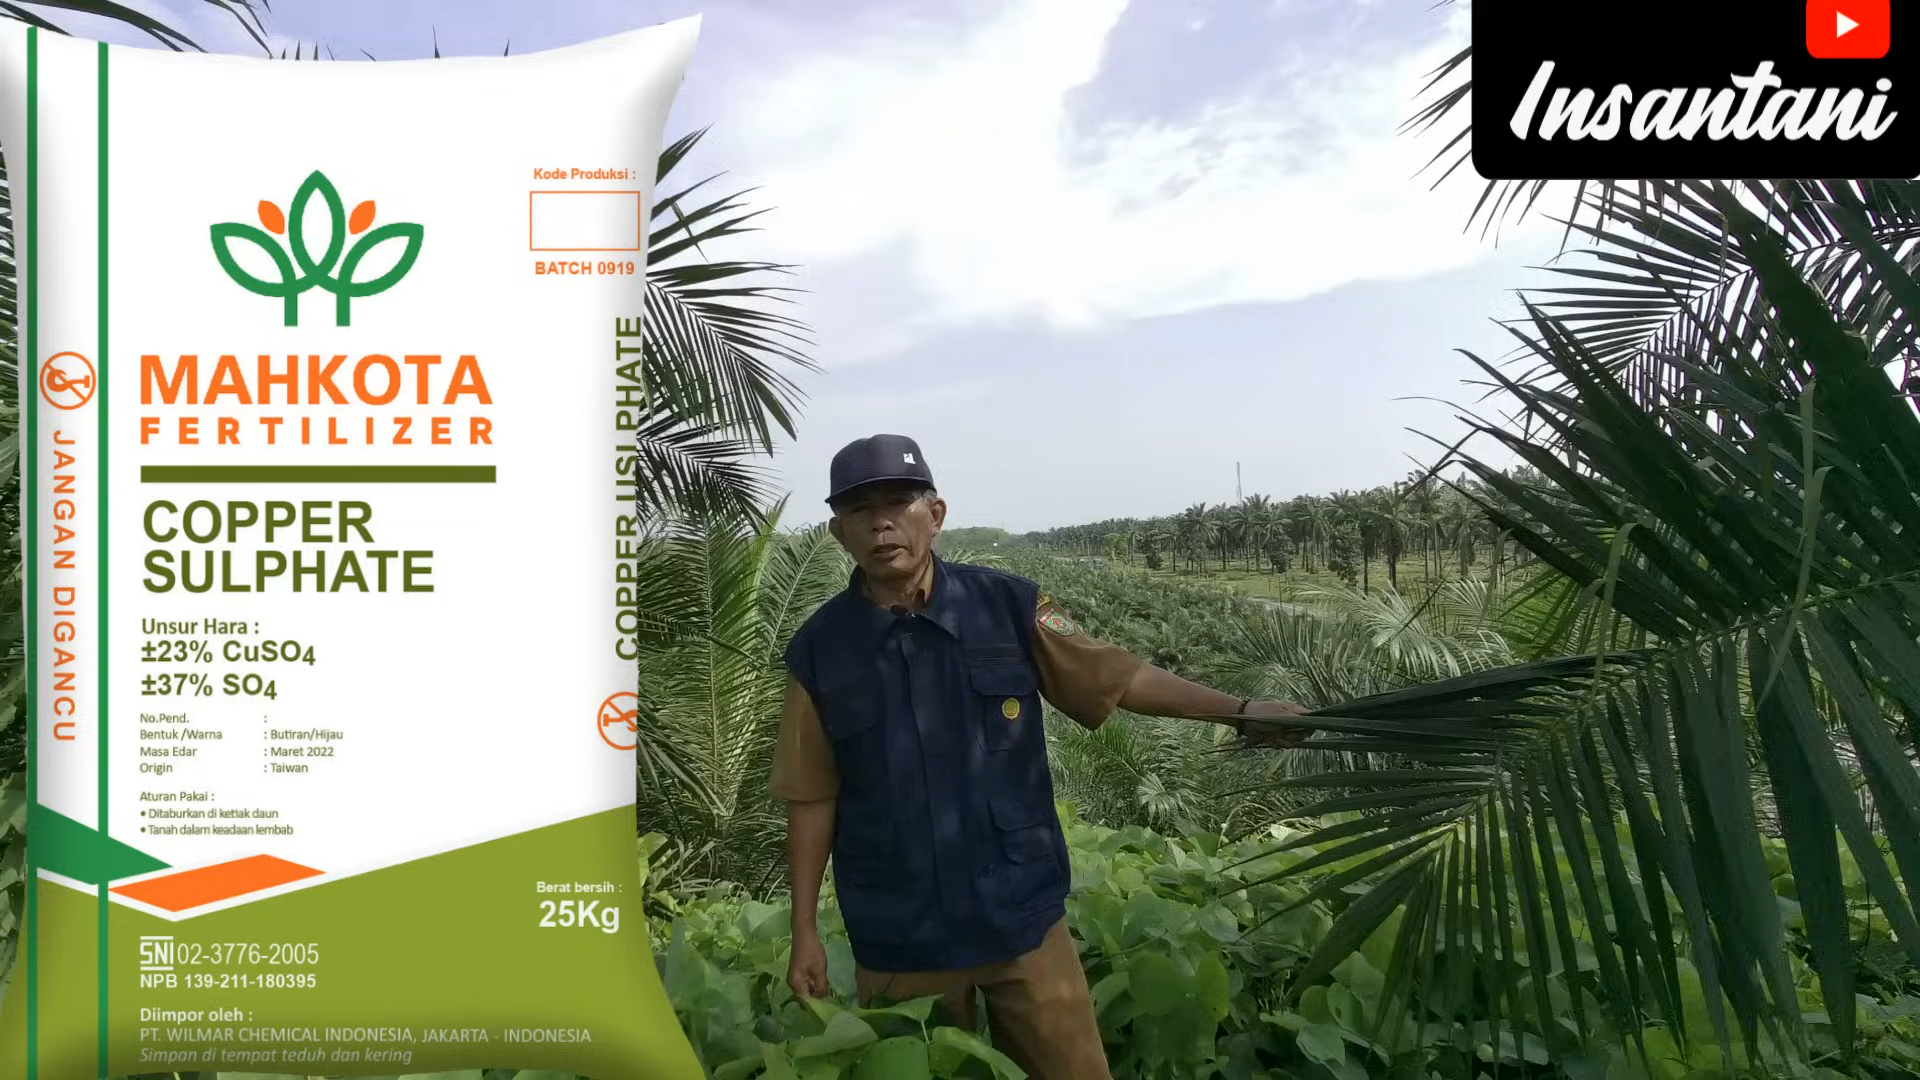 Insantani
Kode Produksi :
BATCH 0919
MAHKOTA
FERTILIZER
COPPER
SULPHATE
Unsur Hara :
±23% CuSO4
±37% SO4
No.Pend. :
Bentuk /Warna : Butiran/Hijau
Masa Edar : Maret 2022
Origin : Taiwan
Aturan Pakai :
• Ditaburkan di ketiak daun
• Tanah dalam keadaan lembab
JANGAN DIGANCU
COPPER USI PHATE
Berat bersih :
25Kg
SNI 02-3776-2005
NPB 139-211-180395
Diimpor oleh :
PT. WILMAR CHEMICAL INDONESIA, JAKARTA - INDONESIA
Simpan di tempat teduh dan kering